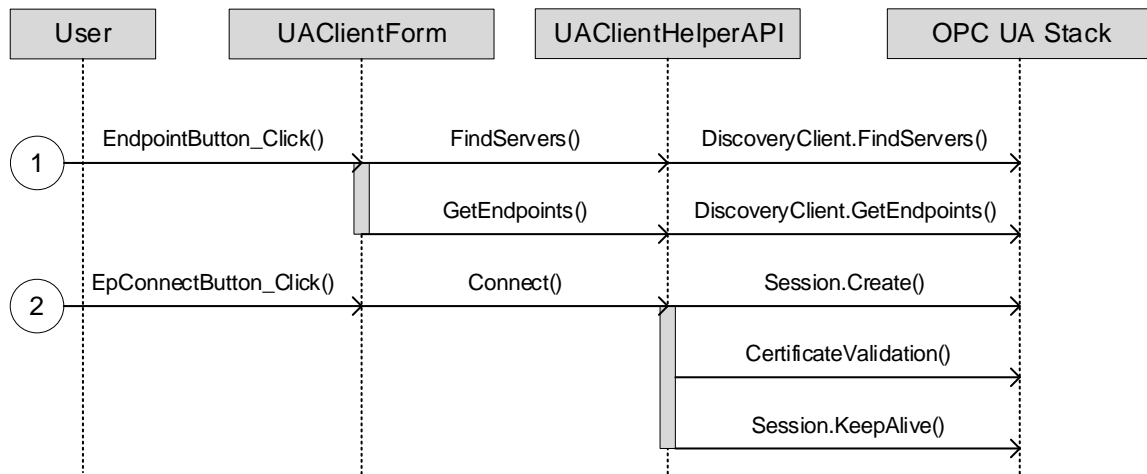 User
UAClientForm
UAClientHelperAPI
OPC UA Stack
EndpointButton_Click()
FindServers()
DiscoveryClient.FindServers()
1
GetEndpoints()
DiscoveryClient.GetEndpoints()
EpConnectButton_Click()
Connect()
Session.Create()
2
CertificateValidation()
Session.KeepAlive()